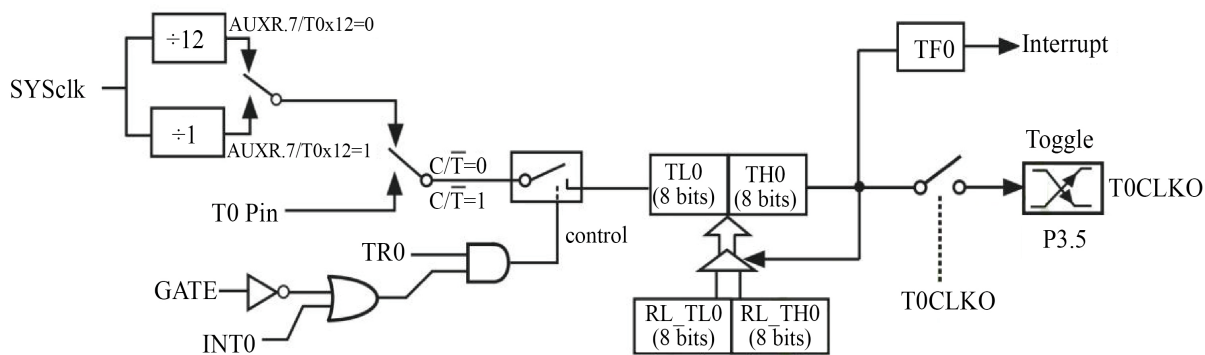 AUXR.7/T0x12=0
÷12
SYSclk
÷1
AUXR.7/T0x12=1
TF0
Interrupt
C/T̅=0
C/T̅=1
T0 Pin
TL0
(8 bits)
TH0
(8 bits)
Toggle
T0CLKO
P3.5
control
TR0
GATE
INT0
RL_TL0
(8 bits)
RL_TH0
(8 bits)
T0CLKO